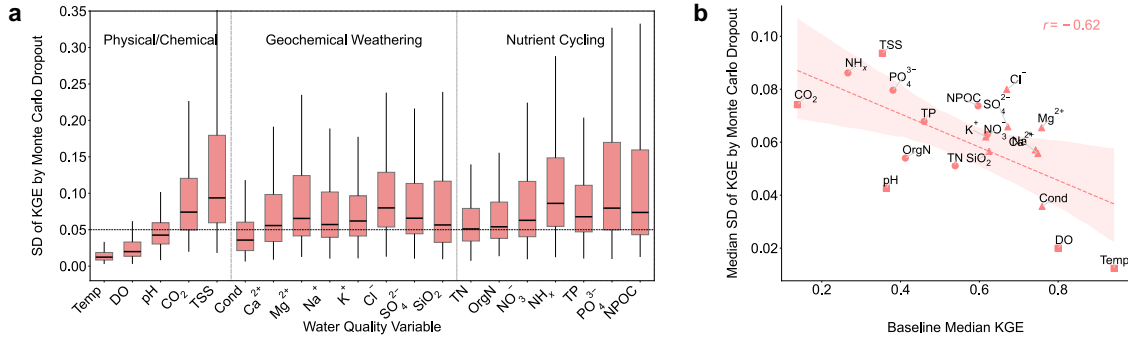 a
SD of KGE by Monte Carlo Dropout
0.35
0.30
0.25
0.20
0.15
0.10
0.05
0.00
Physical/Chemical
Geochemical Weathering
Nutrient Cycling
Temp
DO
pH
CO₂
TSS
Cond
Ca²⁺
Mg²⁺
Na⁺
K⁺
Cl⁻
SO₄²⁻
SiO₂
TN
OrgN
NO₃⁻
NHₓ
TP
PO₄³⁻
NPOC
Water Quality Variable
b
Median SD of KGE by Monte Carlo Dropout
0.10
0.08
0.06
0.04
0.02
r = −0.62
TSS
NHₓ
PO₄³⁻
Cl⁻
CO₂
NPOC
SO₄²⁻
TP
Mg²⁺
K⁺
NO₃⁻
OrgN
TN
SiO₂
pH
Cond
DO
Temp
0.2
0.4
0.6
0.8
Baseline Median KGE